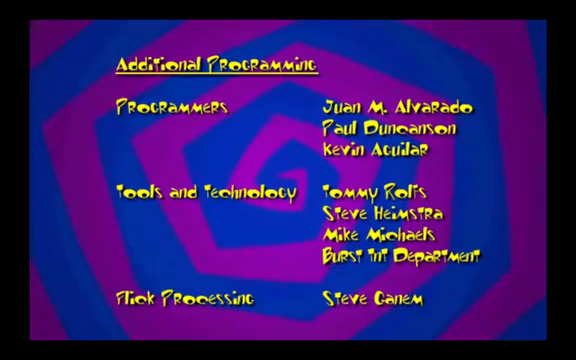 Additional Programming
Programmers Juan M. Alvarado
Paul Duncanson
Kevin Aguilar
Tools and Technology Tommy Rolfs
Steve Heimstra
Mike Michaels
Burst Int Department
Flick Processing Steve Ganem